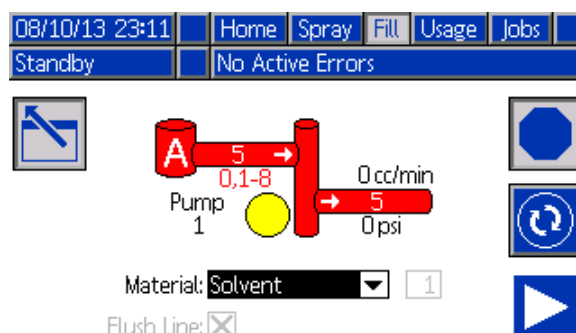 08/10/13 23:11 Home Spray Fill Usage Jobs
Standby No Active Errors
A 5
0,1-8 0 cc/min
Pump 5
1 0 psi
Material: Solvent 1
Flush Line: